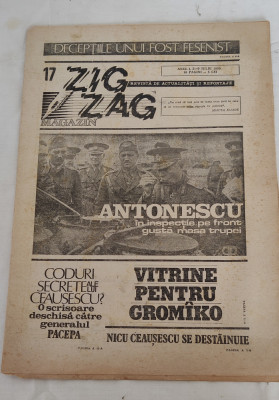 DECEPȚIILE UNUI FOST FESENIST
17
ZIG
ZAG
MAGAZIN
REVISTĂ DE ACTUALITĂȚI ȘI REPORTAJE
ANTONESCU
în inspecție pe front
gustă masa trupei
CODURI
SECRETE ALE LUI
CEAUȘESCU?
O scrisoare
deschisă către
generalul
PACEPA
VITRINE
PENTRU
GROMÎKO
NICU CEAUȘESCU SE DESTĂINUIE